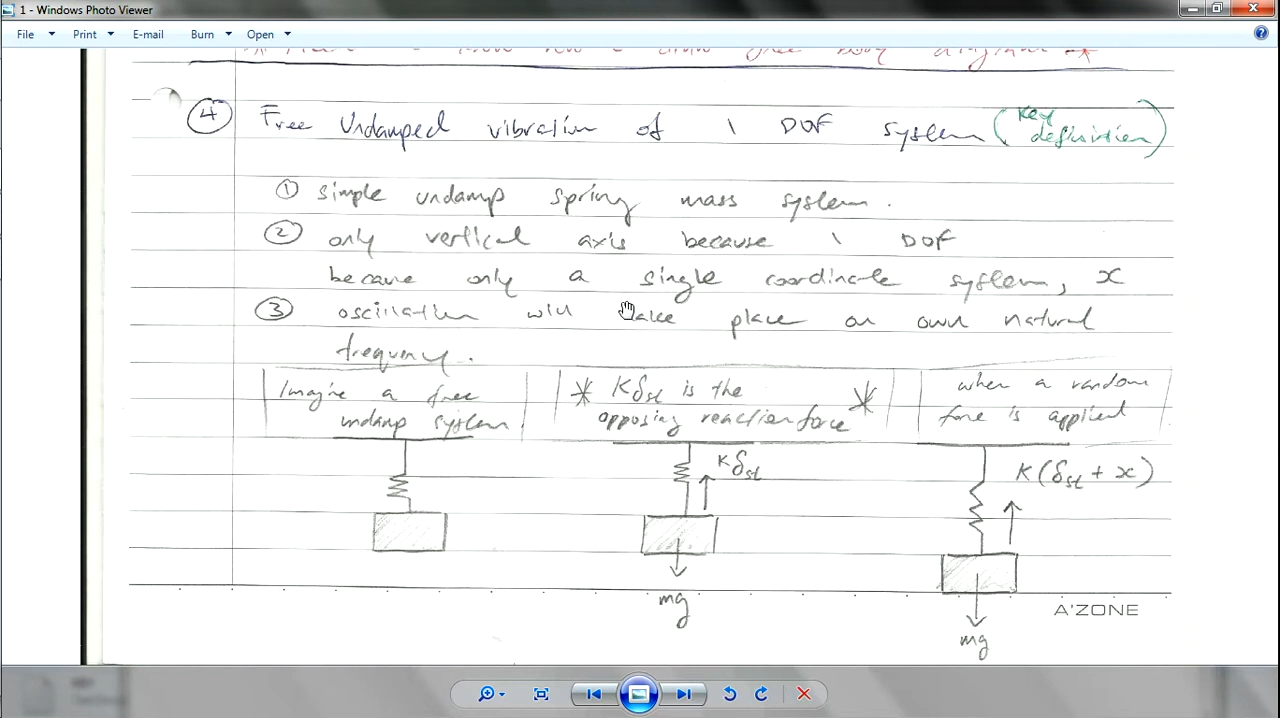 1 - Windows Photo Viewer
File Print E-mail Burn Open
free body diagram *
4 Free Undamped vibration of 1 DOF system (key definition)
① simple undamp spring mass system.
② only vertical axis because 1 DOF
because only a single coordinate system, x
③ oscillation will take place on own natural
frequency.
Imagine a free
undamp system.
* Kδst is the *
opposing reaction force
when a random
force is applied
Kδst
K(δst + x)
mg
mg
A'ZONE